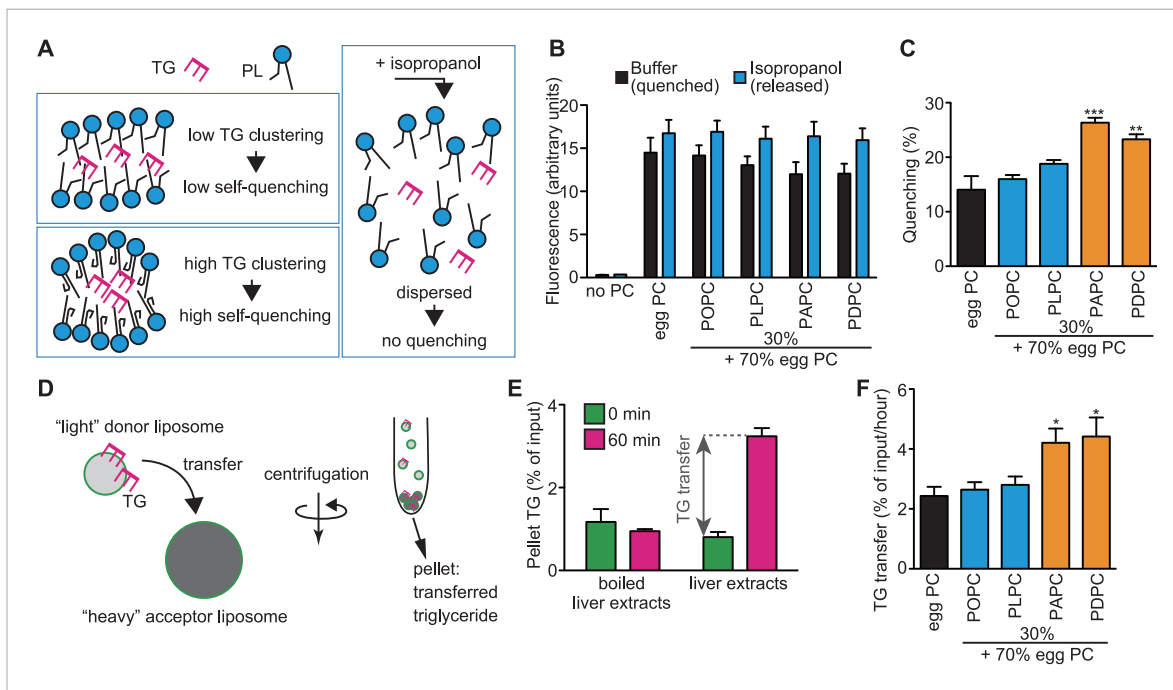 A
TG
PL
low TG clustering
low self-quenching
high TG clustering
high self-quenching
+ isopropanol
dispersed
no quenching
B
Buffer
(quenched)
Isopropanol
(released)
Fluorescence (arbitrary units)
20
15
10
5
0
no PC
egg PC
POPC
PLPC
PAPC
PDPC
30%
+ 70% egg PC
C
Quenching (%)
30
20
10
0
***
**
egg PC
POPC
PLPC
PAPC
PDPC
30%
+ 70% egg PC
D
"light" donor liposome
transfer
TG
"heavy" acceptor liposome
centrifugation
pellet:
transferred
triglyceride
E
0 min
60 min
Pellet TG (% of input)
4
2
0
TG transfer
boiled
liver extracts
liver extracts
F
TG transfer (% of input/hour)
6
4
2
0
*
*
egg PC
POPC
PLPC
PAPC
PDPC
30%
+ 70% egg PC